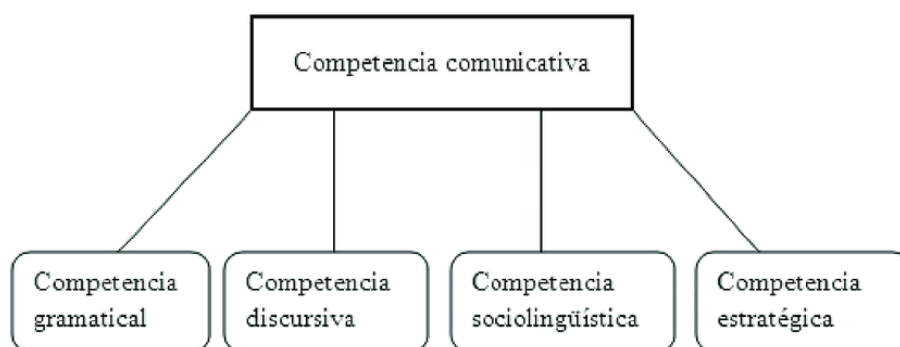 Competencia comunicativa
Competencia
gramatical
Competencia
discursiva
Competencia
sociolingüística
Competencia
estratégica